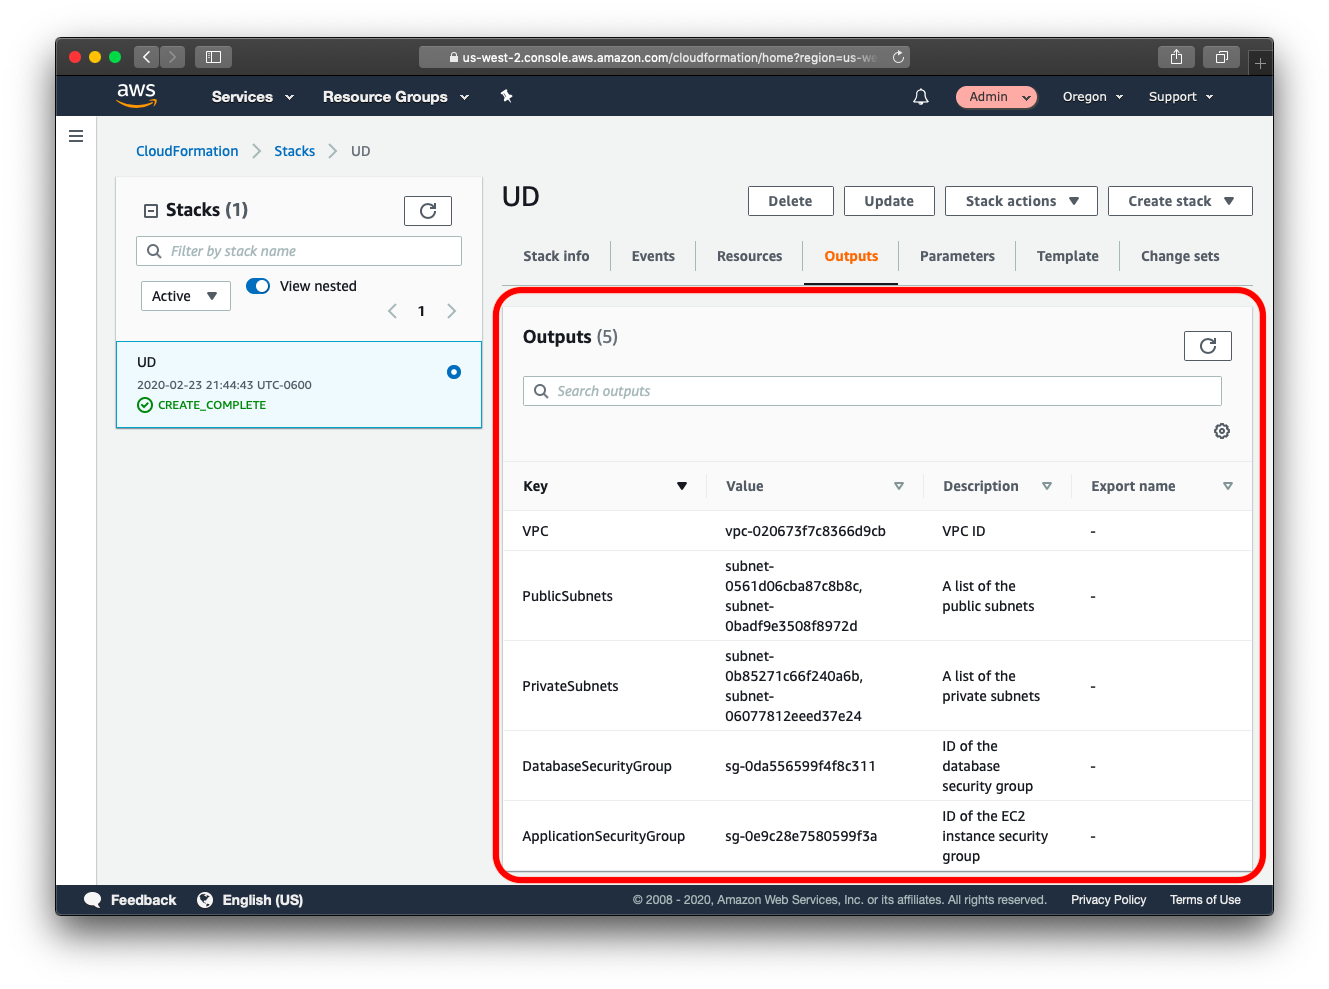 us-west-2.console.aws.amazon.com/cloudformation/home?region=us-we
aws
Services
Resource Groups
Admin
Oregon
Support
CloudFormation
Stacks
UD
Stacks (1)
Filter by stack name
Active
View nested
1
UD
2020-02-23 21:44:43 UTC-0600
CREATE_COMPLETE
UD
Delete
Update
Stack actions
Create stack
Stack info
Events
Resources
Outputs
Parameters
Template
Change sets
Outputs (5)
Search outputs
Key
Value
Description
Export name
VPC
vpc-020673f7c8366d9cb
VPC ID
-
PublicSubnets
subnet-
0561d06cba87c8b8c,
subnet-
0badf9e3508f8972d
A list of the
public subnets
-
PrivateSubnets
subnet-
0b85271c66f240a6b,
subnet-
06077812eeed37e24
A list of the
private subnets
-
DatabaseSecurityGroup
sg-0da556599f4f8c311
ID of the
database
security group
-
ApplicationSecurityGroup
sg-0e9c28e7580599f3a
ID of the EC2
instance security
group
-
Feedback
English (US)
© 2008 - 2020, Amazon Web Services, Inc. or its affiliates. All rights reserved.
Privacy Policy
Terms of Use